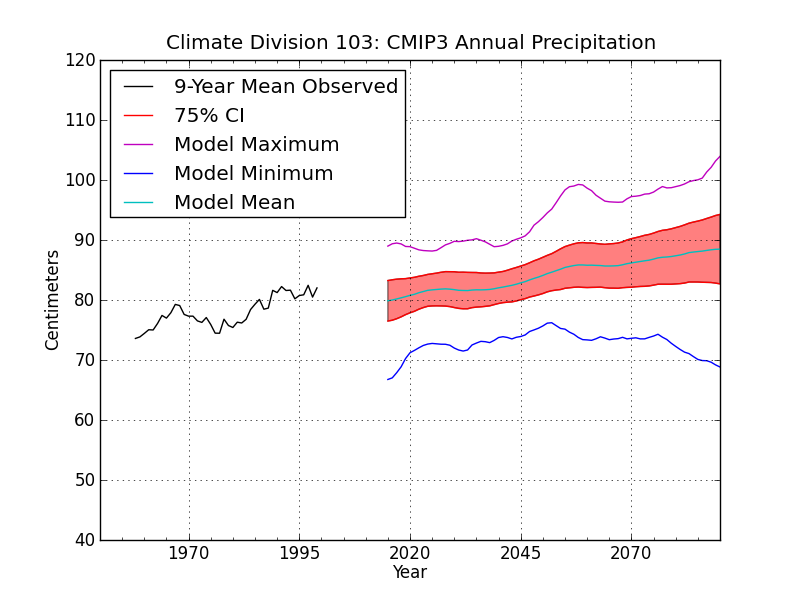 Climate Division 103: CMIP3 Annual Precipitation
120
110
100
90
80
70
60
50
40
Centimeters
9-Year Mean Observed
75% CI
Model Maximum
Model Minimum
Model Mean
1970 1995 2020 2045 2070
Year